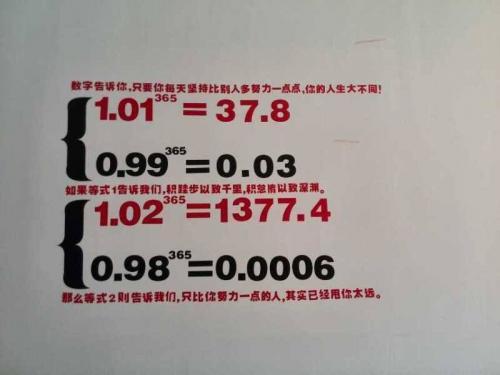 数字告诉你,只要你每天坚持比别人多努力一点点,你的人生大不同!
1.01³⁶⁵ = 37.8
0.99³⁶⁵ = 0.03
如果等式1告诉我们,积跬步以致千里,积怠惰以致深渊。
1.02³⁶⁵ = 1377.4
0.98³⁶⁵ = 0.0006
那么等式2则告诉我们,只比你努力一点的人,其实已经甩你太远。